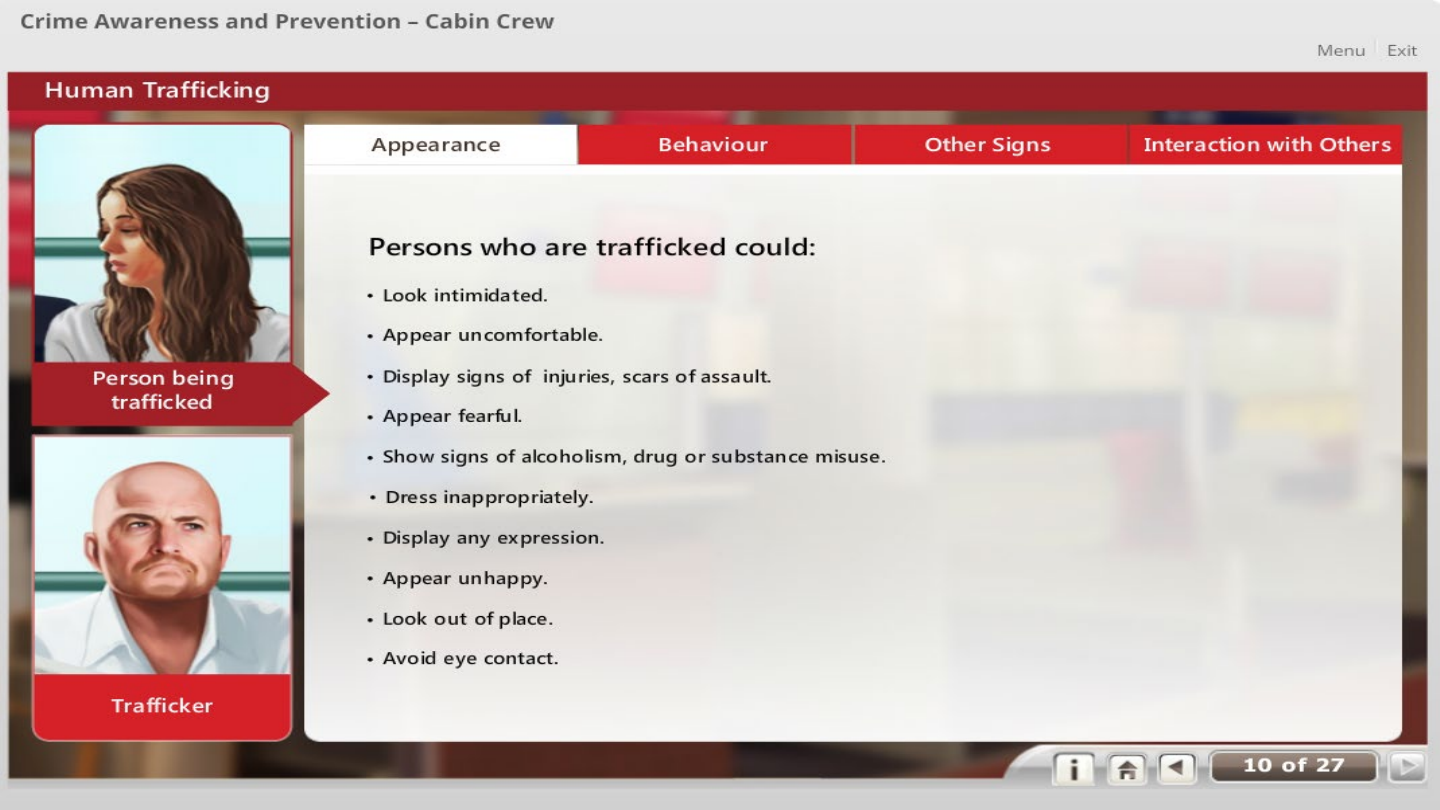 Crime Awareness and Prevention – Cabin Crew
Menu Exit
Human Trafficking
Appearance Behaviour Other Signs Interaction with Others
Person being
trafficked
Trafficker
Persons who are trafficked could:
• Look intimidated.
• Appear uncomfortable.
• Display signs of injuries, scars of assault.
• Appear fearful.
• Show signs of alcoholism, drug or substance misuse.
• Dress inappropriately.
• Display any expression.
• Appear unhappy.
• Look out of place.
• Avoid eye contact.
i
10 of 27